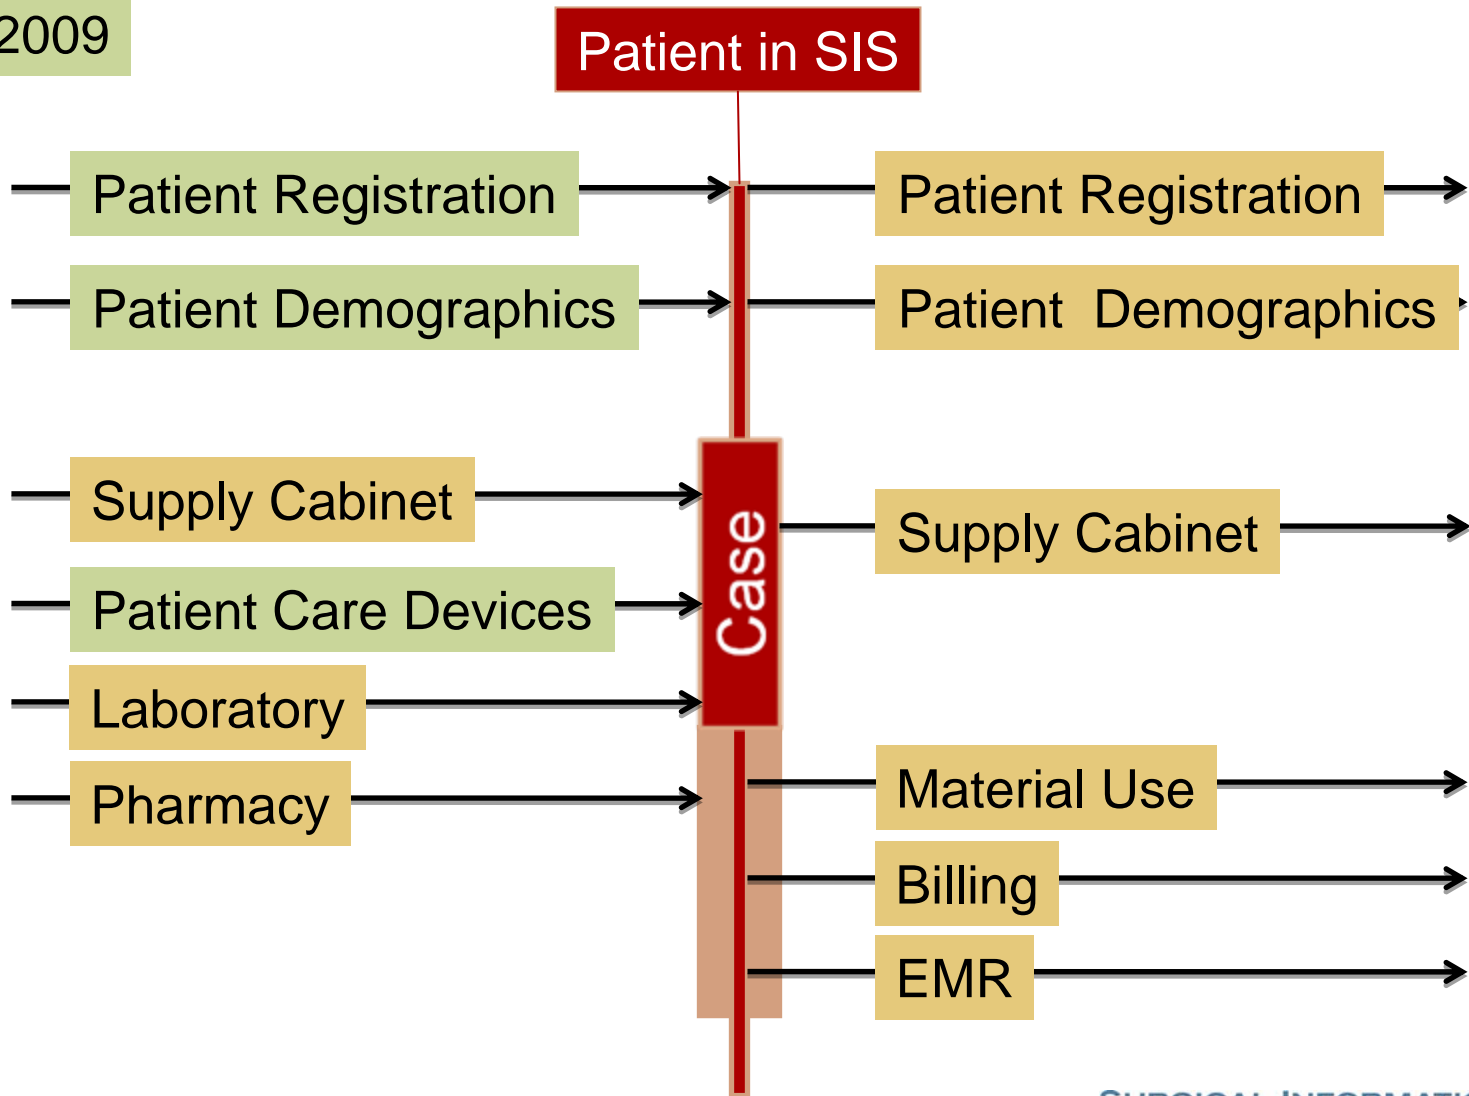 2009
Patient in SIS
Patient Registration
Patient Registration
Patient Demographics
Patient Demographics
Supply Cabinet
Supply Cabinet
Case
Patient Care Devices
Laboratory
Material Use
Pharmacy
Billing
EMR
SURGICAL